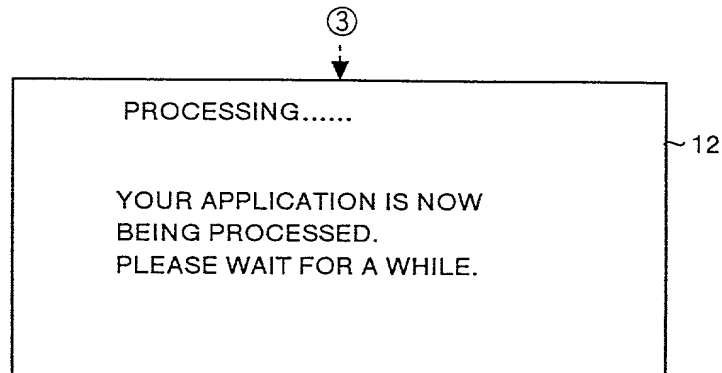 ③
PROCESSING......
~12
YOUR APPLICATION IS NOW
BEING PROCESSED.
PLEASE WAIT FOR A WHILE.